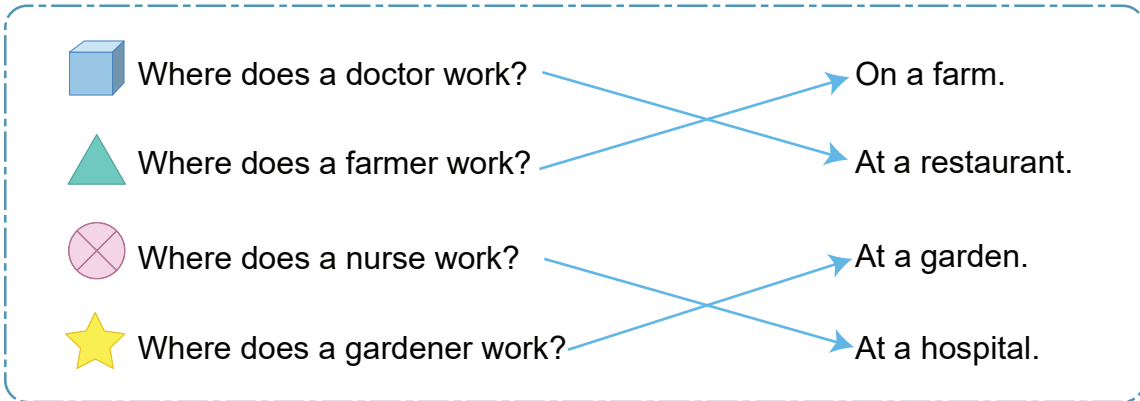 Where does a doctor work? On a farm.
Where does a farmer work? At a restaurant.
Where does a nurse work? At a garden.
Where does a gardener work? At a hospital.